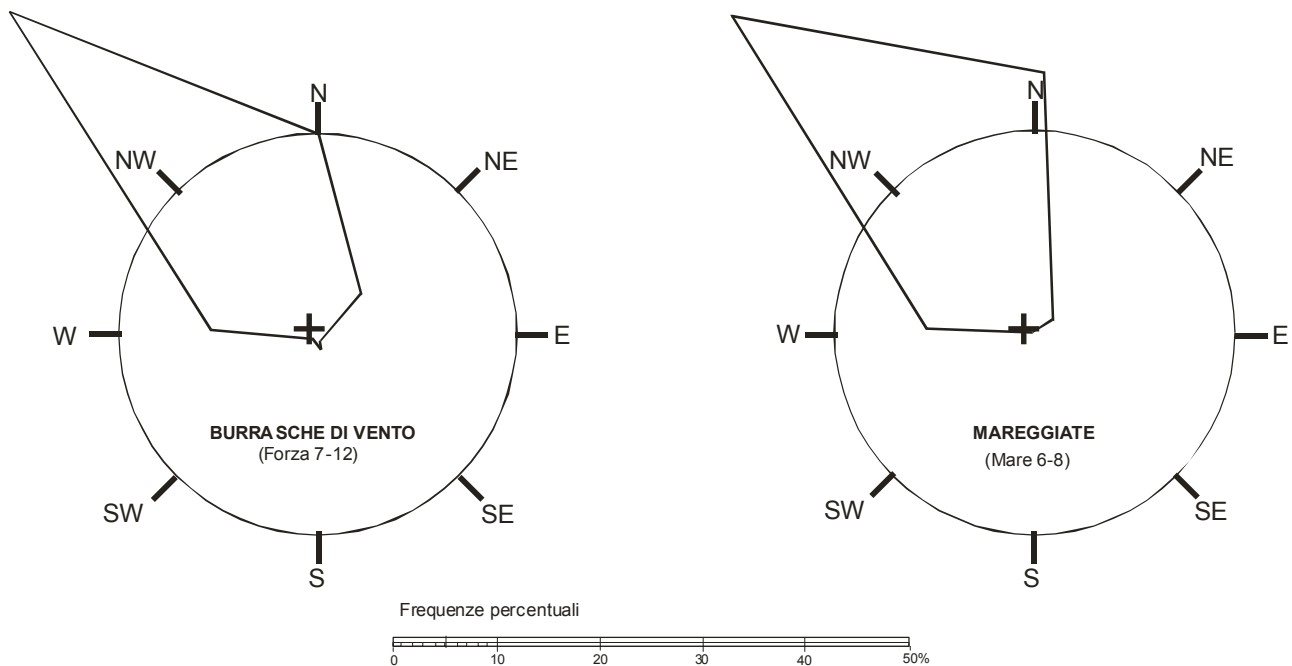 N
NW
NE
W
E
BURRASCHE DI VENTO
(Forza 7-12)
SW
SE
S
N
NW
NE
W
E
MAREGGIATE
(Mare 6-8)
SW
SE
S
Frequenze percentuali
0 10 20 30 40 50%